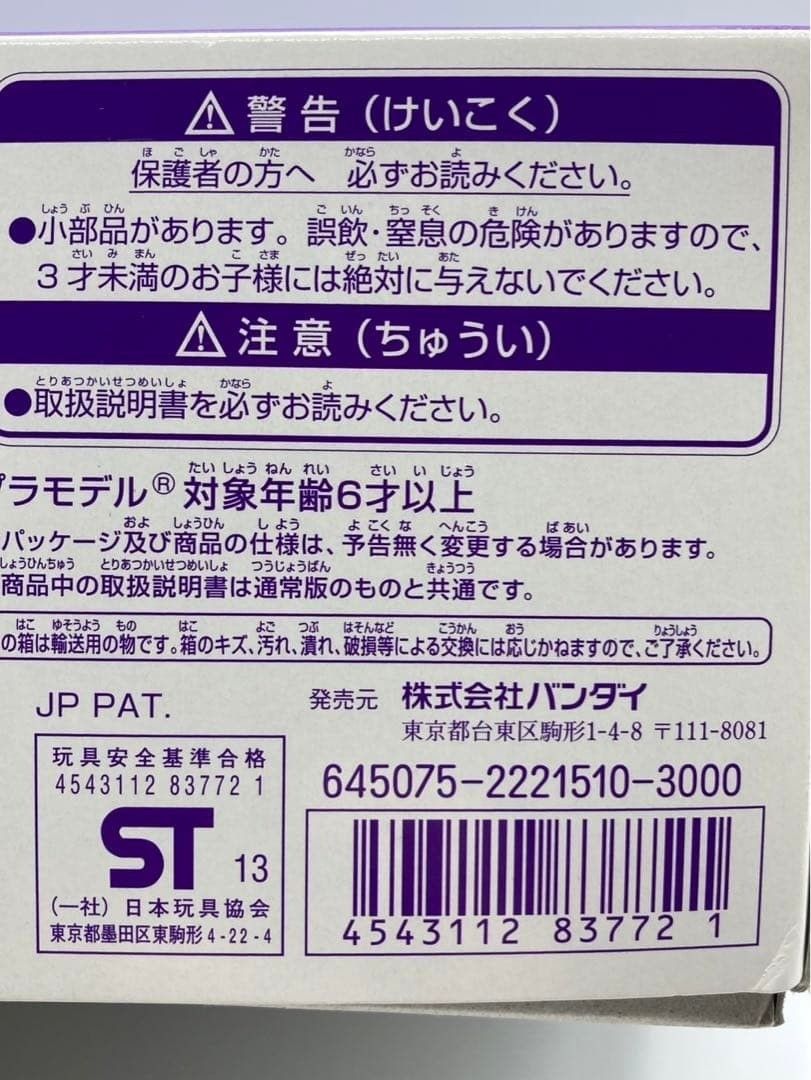 ⚠警告(けいこく)
保護者の方へ 必ずお読みください。
●小部品があります。誤飲・窒息の危険がありますので、
3才未満のお子様には絶対に与えないでください。
⚠注意(ちゅうい)
●取扱説明書を必ずお読みください。
プラモデル® 対象年齢6才以上
パッケージ及び商品の仕様は、予告無く変更する場合があります。
商品中の取扱説明書は通常版のものと共通です。
の箱は輸送用の物です。箱のキズ、汚れ、潰れ、破損等による交換には応じかねますので、ご了承ください。
JP PAT.
発売元 株式会社バンダイ
東京都台東区駒形1-4-8 〒111-8081
玩具安全基準合格
4543112 83772 1
ST 13
(一社) 日本玩具協会
東京都墨田区東駒形4-22-4
645075-2221510-3000
4543112 83772 1